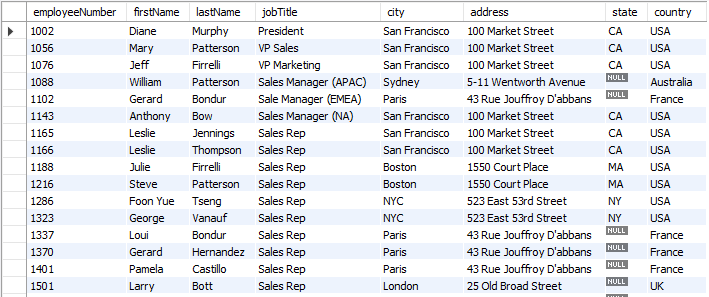 employeeNumber firstName lastName jobTitle city address state country
1002 Diane Murphy President San Francisco 100 Market Street CA USA
1056 Mary Patterson VP Sales San Francisco 100 Market Street CA USA
1076 Jeff Firrelli VP Marketing San Francisco 100 Market Street CA USA
1088 William Patterson Sales Manager (APAC) Sydney 5-11 Wentworth Avenue NULL Australia
1102 Gerard Bondur Sale Manager (EMEA) Paris 43 Rue Jouffroy D'abbans NULL France
1143 Anthony Bow Sales Manager (NA) San Francisco 100 Market Street CA USA
1165 Leslie Jennings Sales Rep San Francisco 100 Market Street CA USA
1166 Leslie Thompson Sales Rep San Francisco 100 Market Street CA USA
1188 Julie Firrelli Sales Rep Boston 1550 Court Place MA USA
1216 Steve Patterson Sales Rep Boston 1550 Court Place MA USA
1286 Foon Yue Tseng Sales Rep NYC 523 East 53rd Street NY USA
1323 George Vanauf Sales Rep NYC 523 East 53rd Street NY USA
1337 Loui Bondur Sales Rep Paris 43 Rue Jouffroy D'abbans NULL France
1370 Gerard Hernandez Sales Rep Paris 43 Rue Jouffroy D'abbans NULL France
1401 Pamela Castillo Sales Rep Paris 43 Rue Jouffroy D'abbans NULL France
1501 Larry Bott Sales Rep London 25 Old Broad Street NULL UK